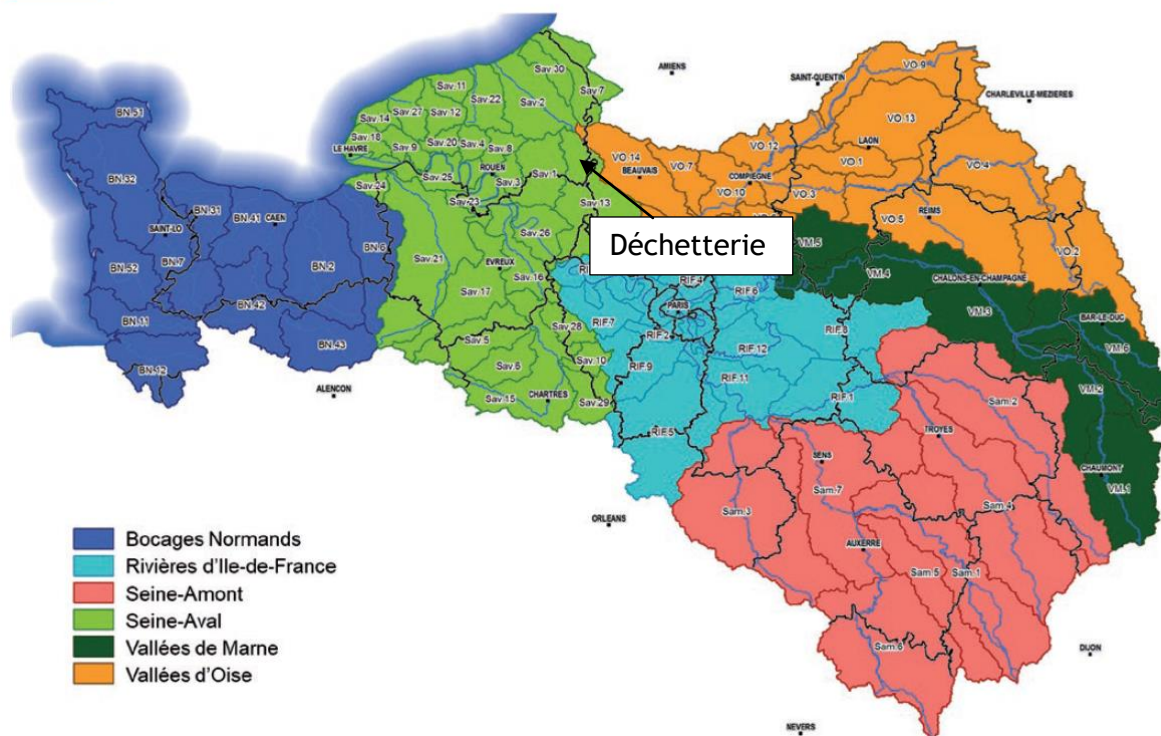 AMIENS
SAINT-QUENTIN
CHARLEVILLE-MEZIERES
VO.9
Sav.30
Sav.7
Sav.11
Sav.22
Sav.2
BN.51
Sav.27
Sav.12
Sav.14
VO.13
Sav.18
LE HAVRE
Sav.9
Sav.20
Sav.4
Sav.8
ROUEN
VO.14
BEAUVAIS
VO.7
VO.12
LAON
VO.1
VO.4
BN.32
Sav.24
Sav.25
Sav.3
Sav.1
COMPIEGNE
VO.10
VO.3
Sav.23
Sav.13
VO.5
REIMS
BN.31
BN.41
CAEN
SAINT-LO
Sav.26
Déchetterie
VM.5
VO.2
BN.7
BN.6
BN.52
BN.2
Sav.21
EVREUX
Sav.16
VM.4
CHALONS-EN-CHAMPAGNE
RIF.4
RIF.6
BN.42
Sav.17
PARIS
VM.3
BAR-LE-DUC
BN.11
RIF.7
RIF.2
RIF.8
VM.6
BN.43
Sav.28
Sav.5
Sav.10
RIF.12
BN.12
ALENCON
Sav.6
RIF.9
RIF.11
VM.2
Sav.15
CHARTRES
Sav.29
RIF.1
Sam.2
RIF.5
TROYES
SENS
CHAUMONT
Sam.7
VM.1
ORLEANS
Sam.3
Sam.4
AUXERRE
Sam.5
Sam.1
Sam.6
DIJON
NEVERS
Bocages Normands
Rivières d'Ile-de-France
Seine-Amont
Seine-Aval
Vallées de Marne
Vallées d'Oise